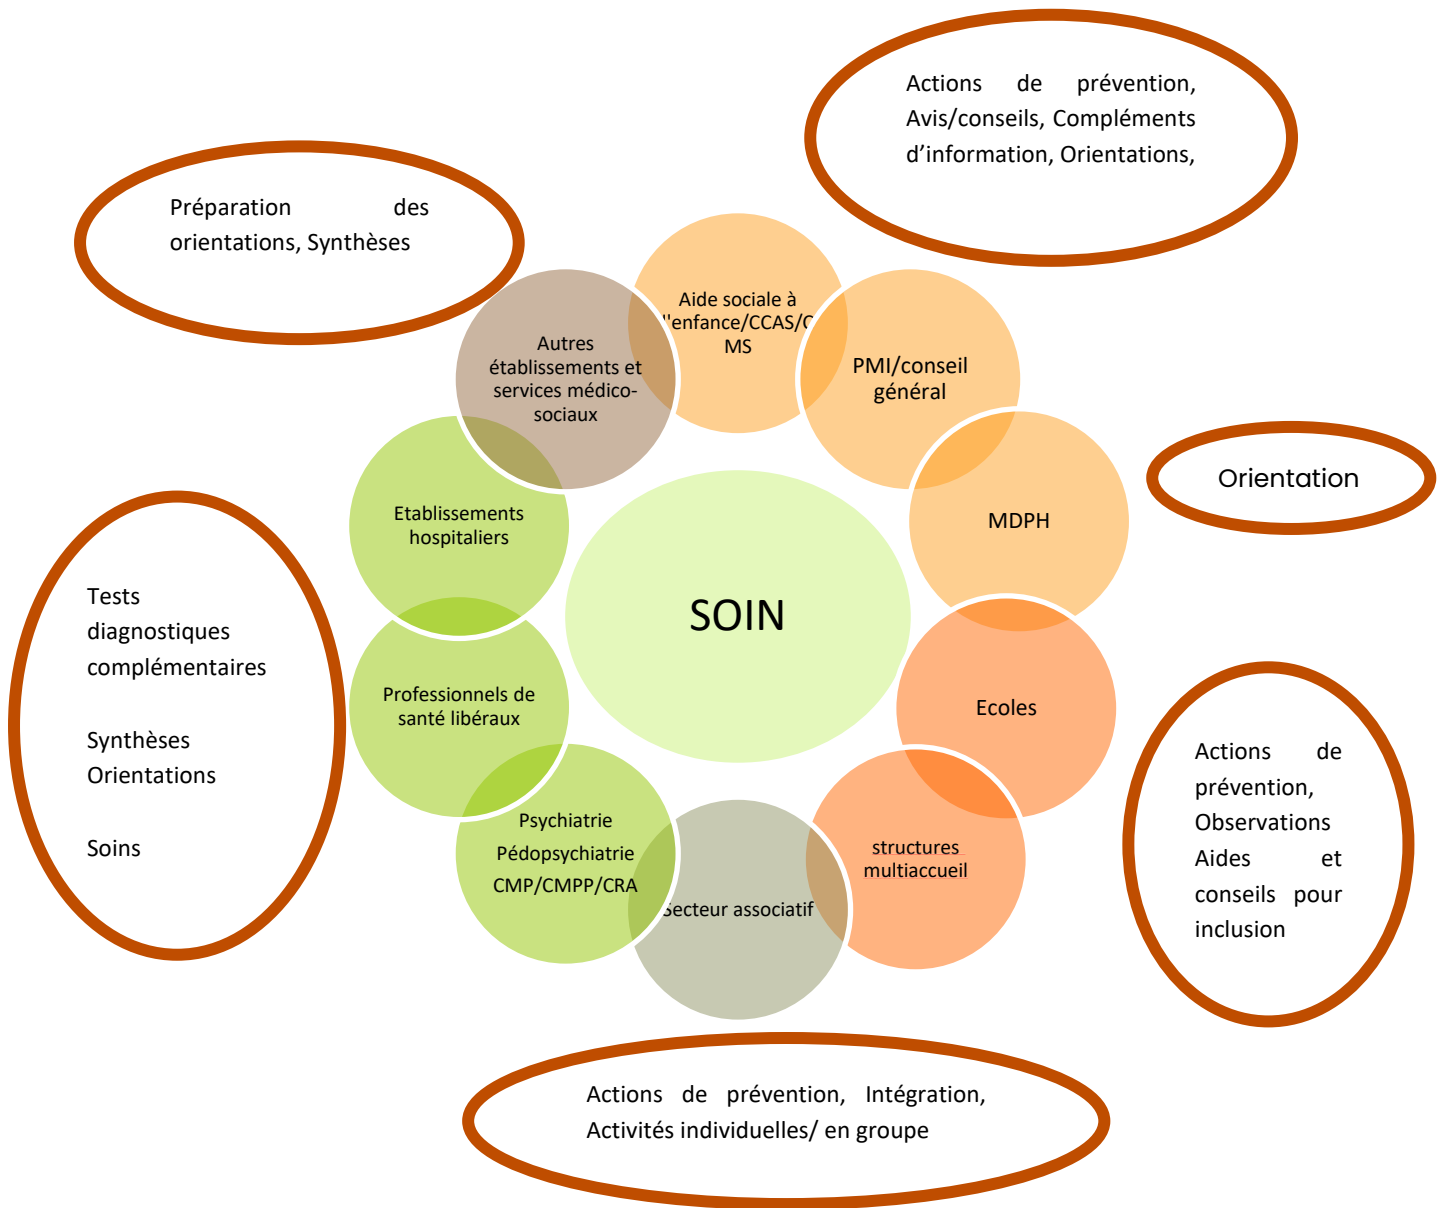 Actions de prévention,
Avis/conseils, Compléments
d’information, Orientations,
Préparation des
orientations, Synthèses
Aide sociale à
l'enfance/CCAS/C
MS
Autres
établissements et
services médico-
sociaux
PMI/conseil
général
Orientation
Etablissements
hospitaliers
MDPH
Tests
diagnostiques
complémentaires
Synthèses
Orientations
Soins
SOIN
Professionnels de
santé libéraux
Ecoles
Actions de
prévention,
Observations
Aides et
conseils pour
inclusion
Psychiatrie
Pédopsychiatrie
CMP/CMPP/CRA
structures
multiaccueil
Secteur associatif
Actions de prévention, Intégration,
Activités individuelles/ en groupe